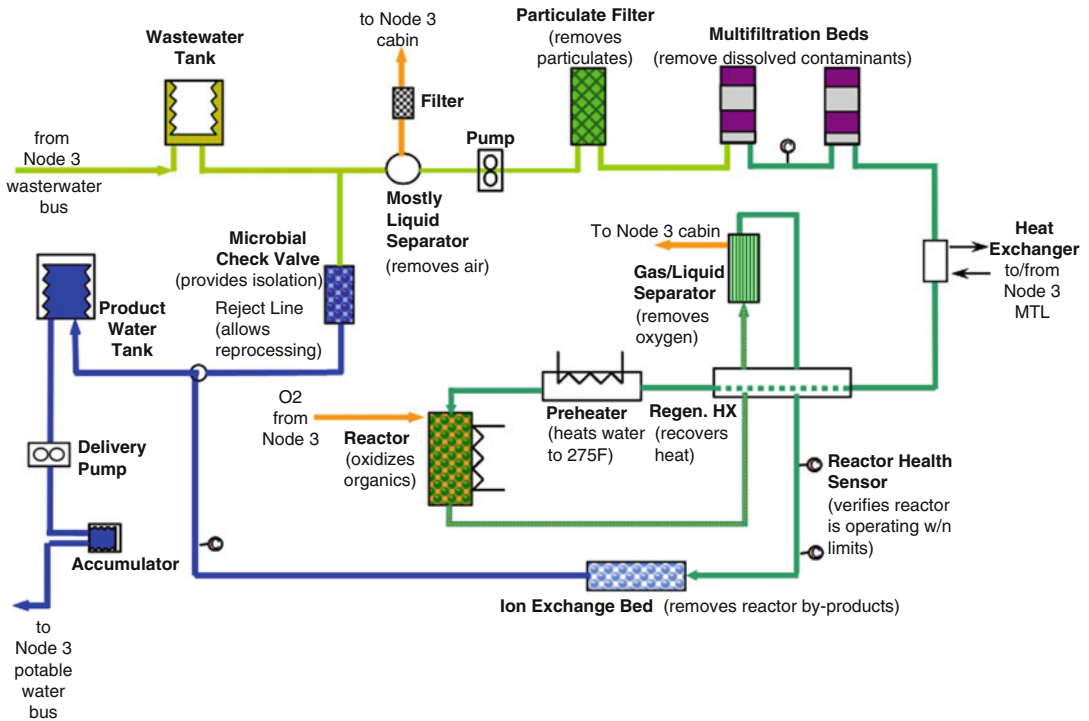 to Node 3
cabin
Particulate Filter
(removes
particulates)
Multifiltration Beds
(remove dissolved contaminants)
Wastewater
Tank
Filter
Pump
from
Node 3
wasterwater
bus
Mostly
Liquid
Separator
(removes air)
Microbial
Check Valve
(provides isolation)
Reject Line
(allows
reprocessing)
To Node 3 cabin
Gas/Liquid
Separator
(removes
oxygen)
Heat
Exchanger
to/from
Node 3
MTL
Product
Water
Tank
O2
from
Node 3
Reactor
(oxidizes
organics)
Preheater
(heats water
to 275F)
Regen. HX
(recovers
heat)
Delivery
Pump
Reactor Health
Sensor
(verifies reactor
is operating w/n
limits)
Accumulator
Ion Exchange Bed (removes reactor by-products)
to
Node 3
potable
water
bus